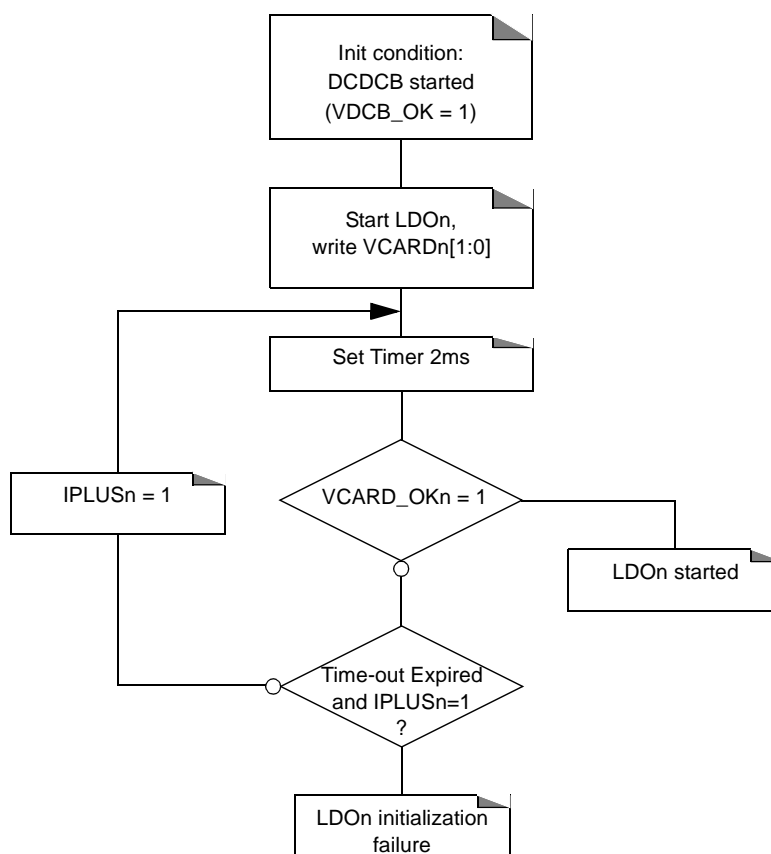 Init condition:
DCDCB started
(VDCB_OK = 1)
Start LDOn,
write VCARDn[1:0]
Set Timer 2ms
IPLUSn = 1
VCARD_OKn = 1
LDOn started
Time-out Expired
and IPLUSn=1
?
LDOn initialization
failure